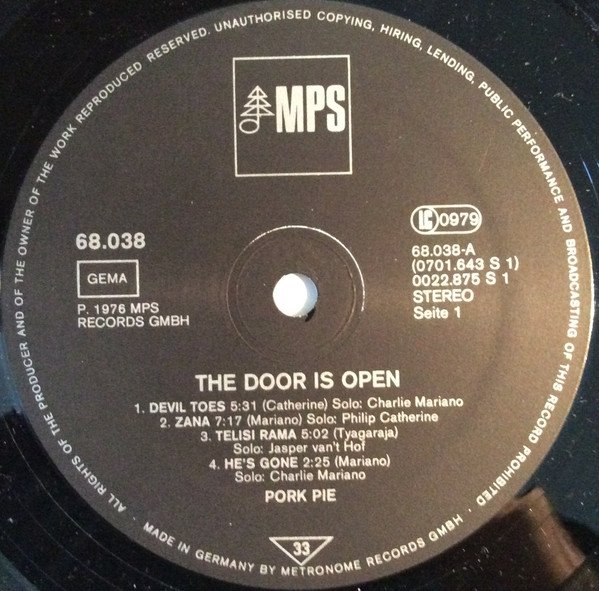 ALL RIGHTS OF THE PRODUCER AND OF THE OWNER OF THE WORK REPRODUCED RESERVED. UNAUTHORISED COPYING, HIRING, LENDING, PUBLIC PERFORMANCE AND BROADCASTING OF THIS RECORD PROHIBITED
MPS
68.038
GEMA
P. 1976 MPS
RECORDS GMBH
LC 0979
68.038-A
(0701.643 S 1)
0022.875 S 1
STEREO
Seite 1
THE DOOR IS OPEN
1. DEVIL TOES 5:31 (Catherine) Solo: Charlie Mariano
2. ZANA 7:17 (Mariano) Solo: Philip Catherine
3. TELISI RAMA 5:02 (Tyagaraja)
Solo: Jasper van't Hof
4. HE'S GONE 2:25 (Mariano)
Solo: Charlie Mariano
PORK PIE
33
· MADE IN GERMANY BY METRONOME RECORDS GMBH ·